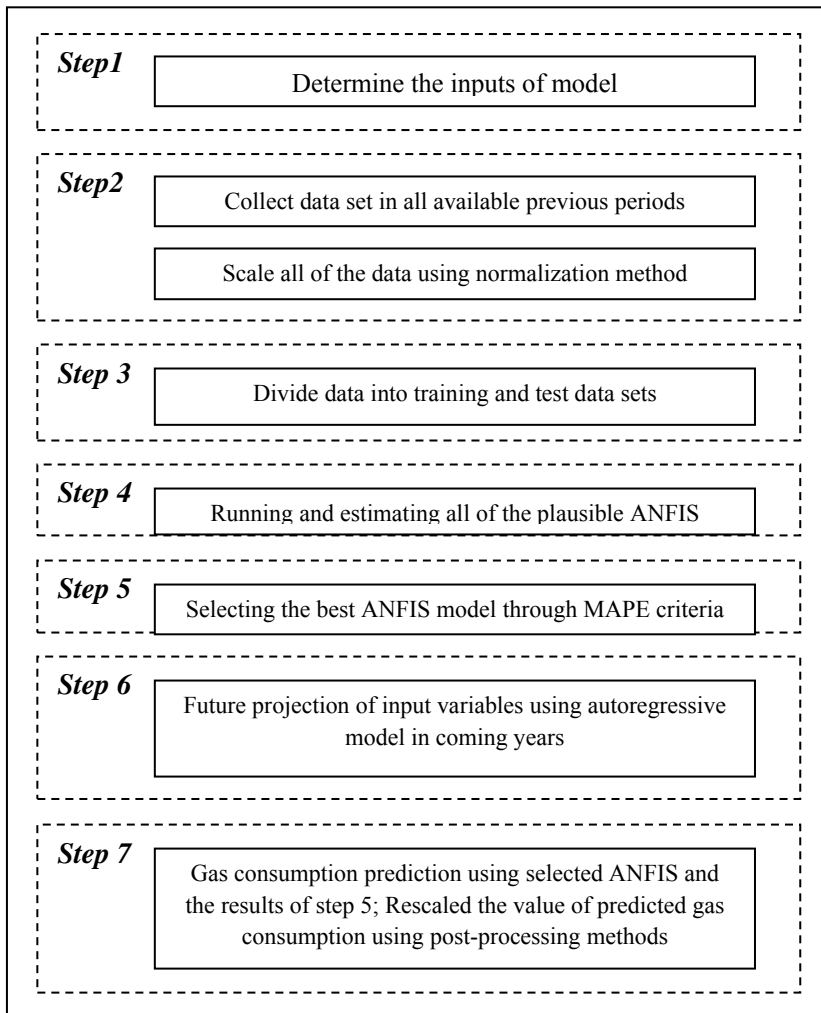 Step1
Determine the inputs of model
Step2
Collect data set in all available previous periods
Scale all of the data using normalization method
Step 3
Divide data into training and test data sets
Step 4
Running and estimating all of the plausible ANFIS
Step 5
Selecting the best ANFIS model through MAPE criteria
Step 6
Future projection of input variables using autoregressive
model in coming years
Step 7
Gas consumption prediction using selected ANFIS and
the results of step 5; Rescaled the value of predicted gas
consumption using post-processing methods